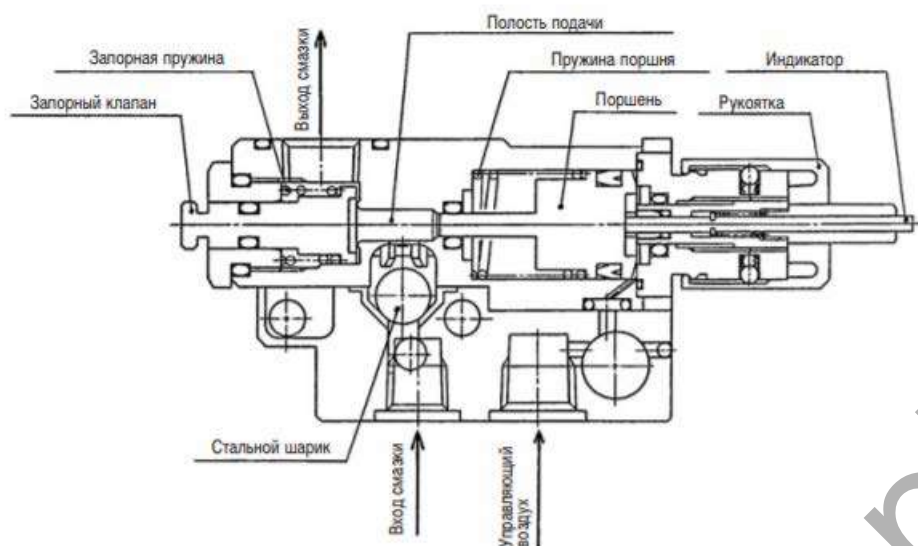 Полость подачи
Запорная пружина
Пружина поршня
Индикатор
Запорный клапан
Выход смазки
Поршень
Рукоятка
Стальной шарик
Вход смазки
Управляющий
воздух